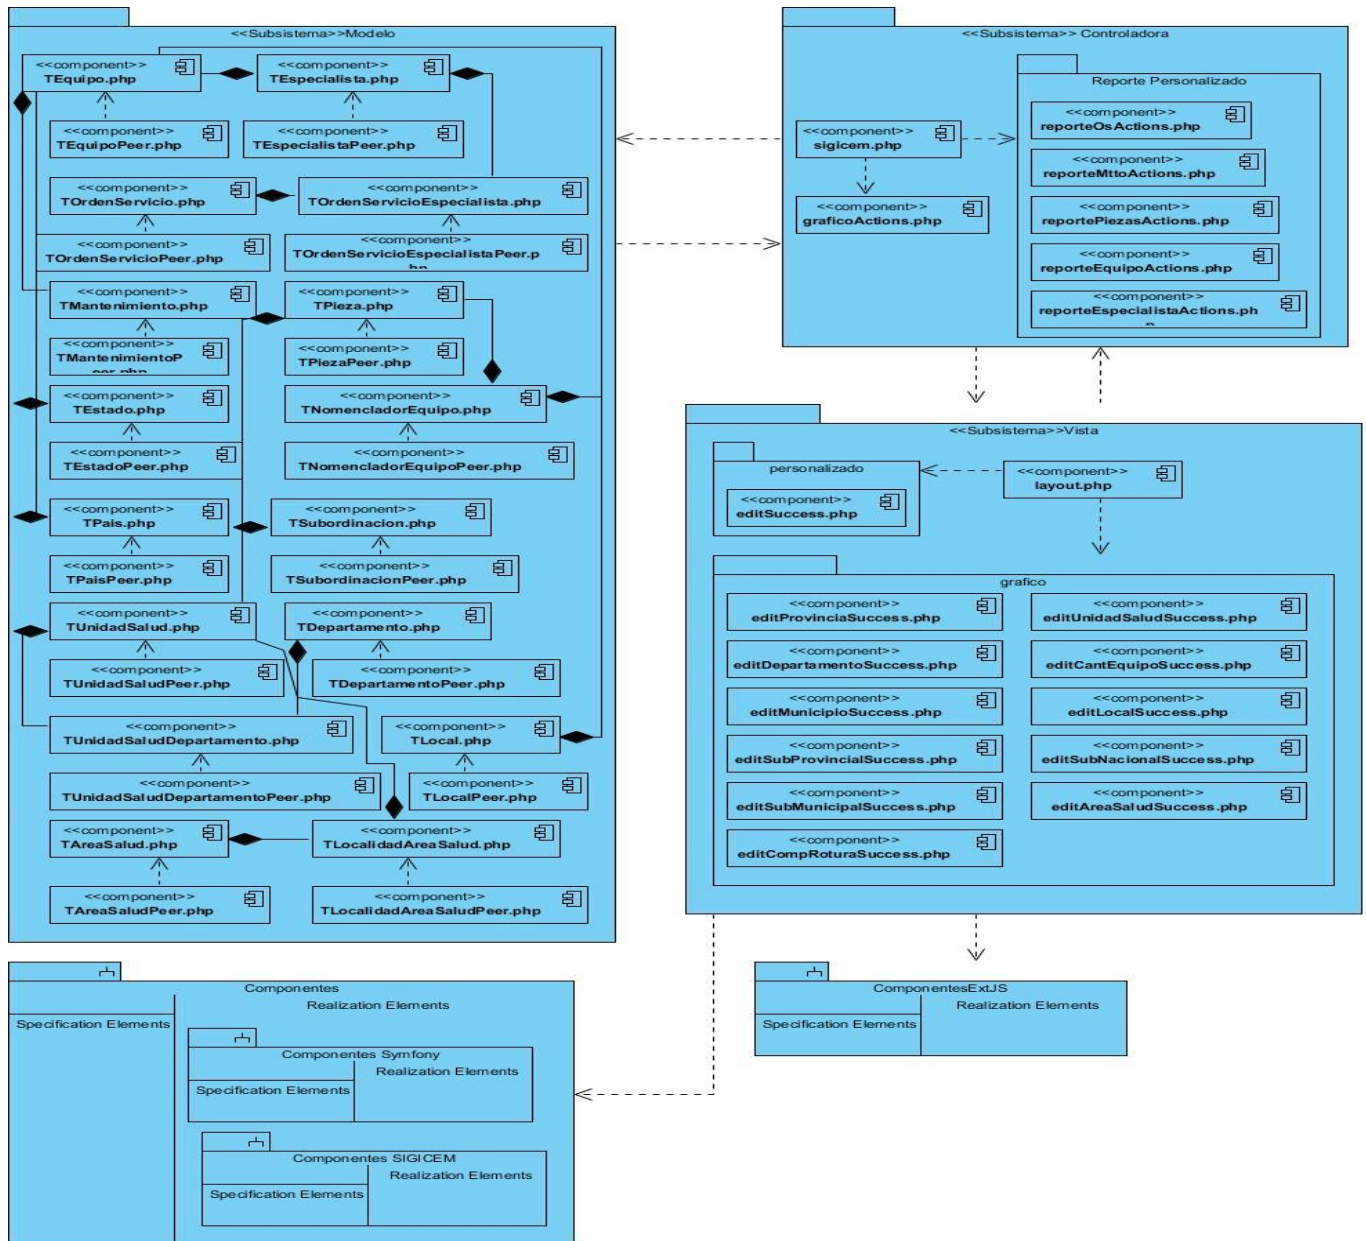 <<Subsistema>>Modelo
<<component>>
TEquipo.php
<<component>>
TEspecialista.php
<<component>>
TEquipoPeer.php
<<component>>
TEspecialistaPeer.php
<<component>>
TOrdenServicio.php
<<component>>
TOrdenServicioEspecialista.php
<<component>>
TOrdenServicioPeer.php
<<component>>
TOrdenServicioEspecialistaPeer.p
hp
<<component>>
TMantenimiento.php
<<component>>
TPieza.php
<<component>>
TMantenimientoP
eer.php
<<component>>
TPiezaPeer.php
<<component>>
TEstado.php
<<component>>
TNomencladorEquipo.php
<<component>>
TEstadoPeer.php
<<component>>
TNomencladorEquipoPeer.php
<<component>>
TPais.php
<<component>>
TSubordinacion.php
<<component>>
TPaisPeer.php
<<component>>
TSubordinacionPeer.php
<<component>>
TUnidadSalud.php
<<component>>
TDepartamento.php
<<component>>
TUnidadSaludPeer.php
<<component>>
TDepartamentoPeer.php
<<component>>
TUnidadSaludDepartamento.php
<<component>>
TLocal.php
<<component>>
TUnidadSaludDepartamentoPeer.php
<<component>>
TLocalPeer.php
<<component>>
TAreaSalud.php
<<component>>
TLocalidadAreaSalud.php
<<component>>
TAreaSaludPeer.php
<<component>>
TLocalidadAreaSaludPeer.php
<<Subsistema>> Controladora
<<component>>
sigicem.php
<<component>>
graficoActions.php
Reporte Personalizado
<<component>>
reporteOsActions.php
<<component>>
reporteMttoActions.php
<<component>>
reportePiezasActions.php
<<component>>
reporteEquipoActions.php
<<component>>
reporteEspecialistaActions.ph
p
<<Subsistema>>Vista
personalizado
<<component>>
editSuccess.php
<<component>>
layout.php
grafico
<<component>>
editProvinciaSuccess.php
<<component>>
editUnidadSaludSuccess.php
<<component>>
editDepartamentoSuccess.php
<<component>>
editCantEquipoSuccess.php
<<component>>
editMunicipioSuccess.php
<<component>>
editLocalSuccess.php
<<component>>
editSubProvincialSuccess.php
<<component>>
editSubNacionalSuccess.php
<<component>>
editSubMunicipalSuccess.php
<<component>>
editAreaSaludSuccess.php
<<component>>
editCompRoturaSuccess.php
Componentes
Realization Elements
Specification Elements
Componentes Symfony
Realization Elements
Specification Elements
Componentes SIGICEM
Realization Elements
Specification Elements
ComponentesExtJS
Realization Elements
Specification Elements